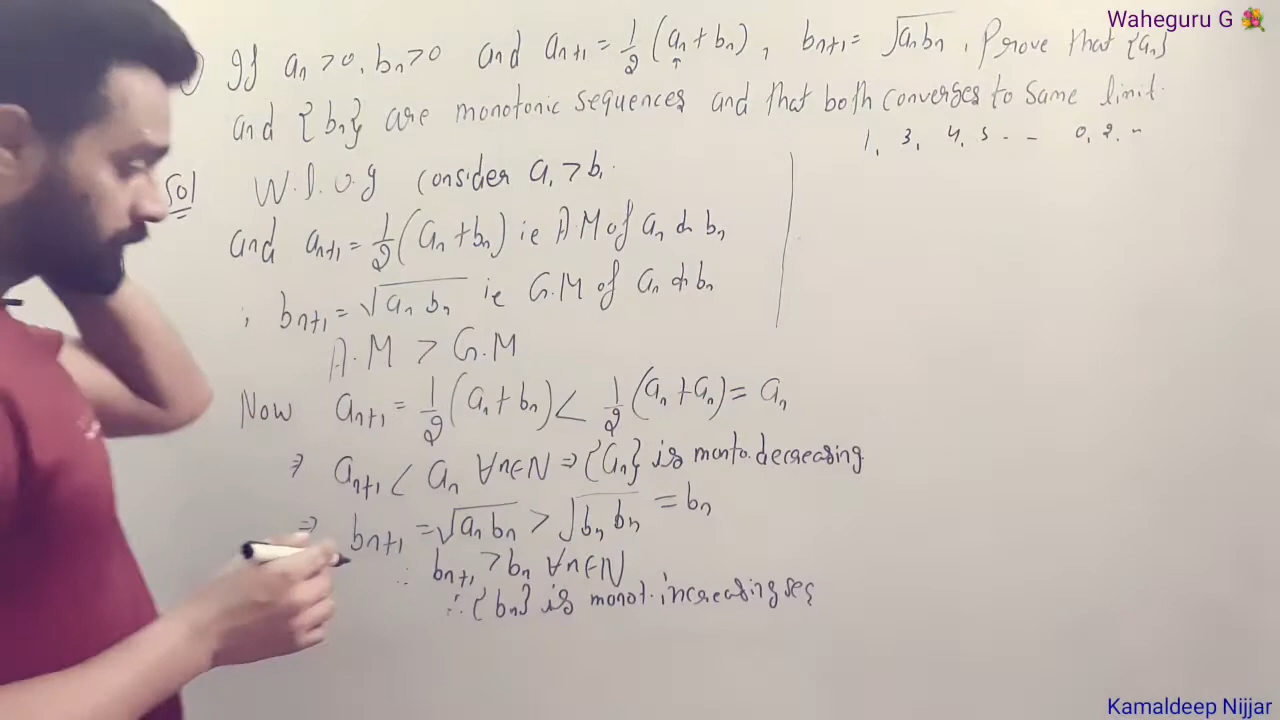 Waheguru G 💐
) If aₙ >0, bₙ>0 and aₙ₊₁ = 1/2 (aₙ + bₙ), bₙ₊₁ = √aₙbₙ, Prove that {aₙ}
and {bₙ} are monotonic sequences and that both converges to same limit.
1, 3, 4, 5 - - 0, 2, ~
Sol W.l.o.g consider a₁ > b₁.
and aₙ₊₁ = 1/2 (aₙ + bₙ) ie A.M of aₙ & bₙ
; bₙ₊₁ = √aₙ bₙ ie G.M of aₙ & bₙ
A.M > G.M
Now aₙ₊₁ = 1/2 (aₙ + bₙ) < 1/2 (aₙ + aₙ) = aₙ
⇒ aₙ₊₁ < aₙ ∀n∈N ⇒ {aₙ} is monto. decreasing
⇒ bₙ₊₁ = √aₙ bₙ > √bₙ bₙ = bₙ
∴ bₙ₊₁ > bₙ ∀n∈N
∴ {bₙ} is monot. increasing seq
Kamaldeep Nijjar